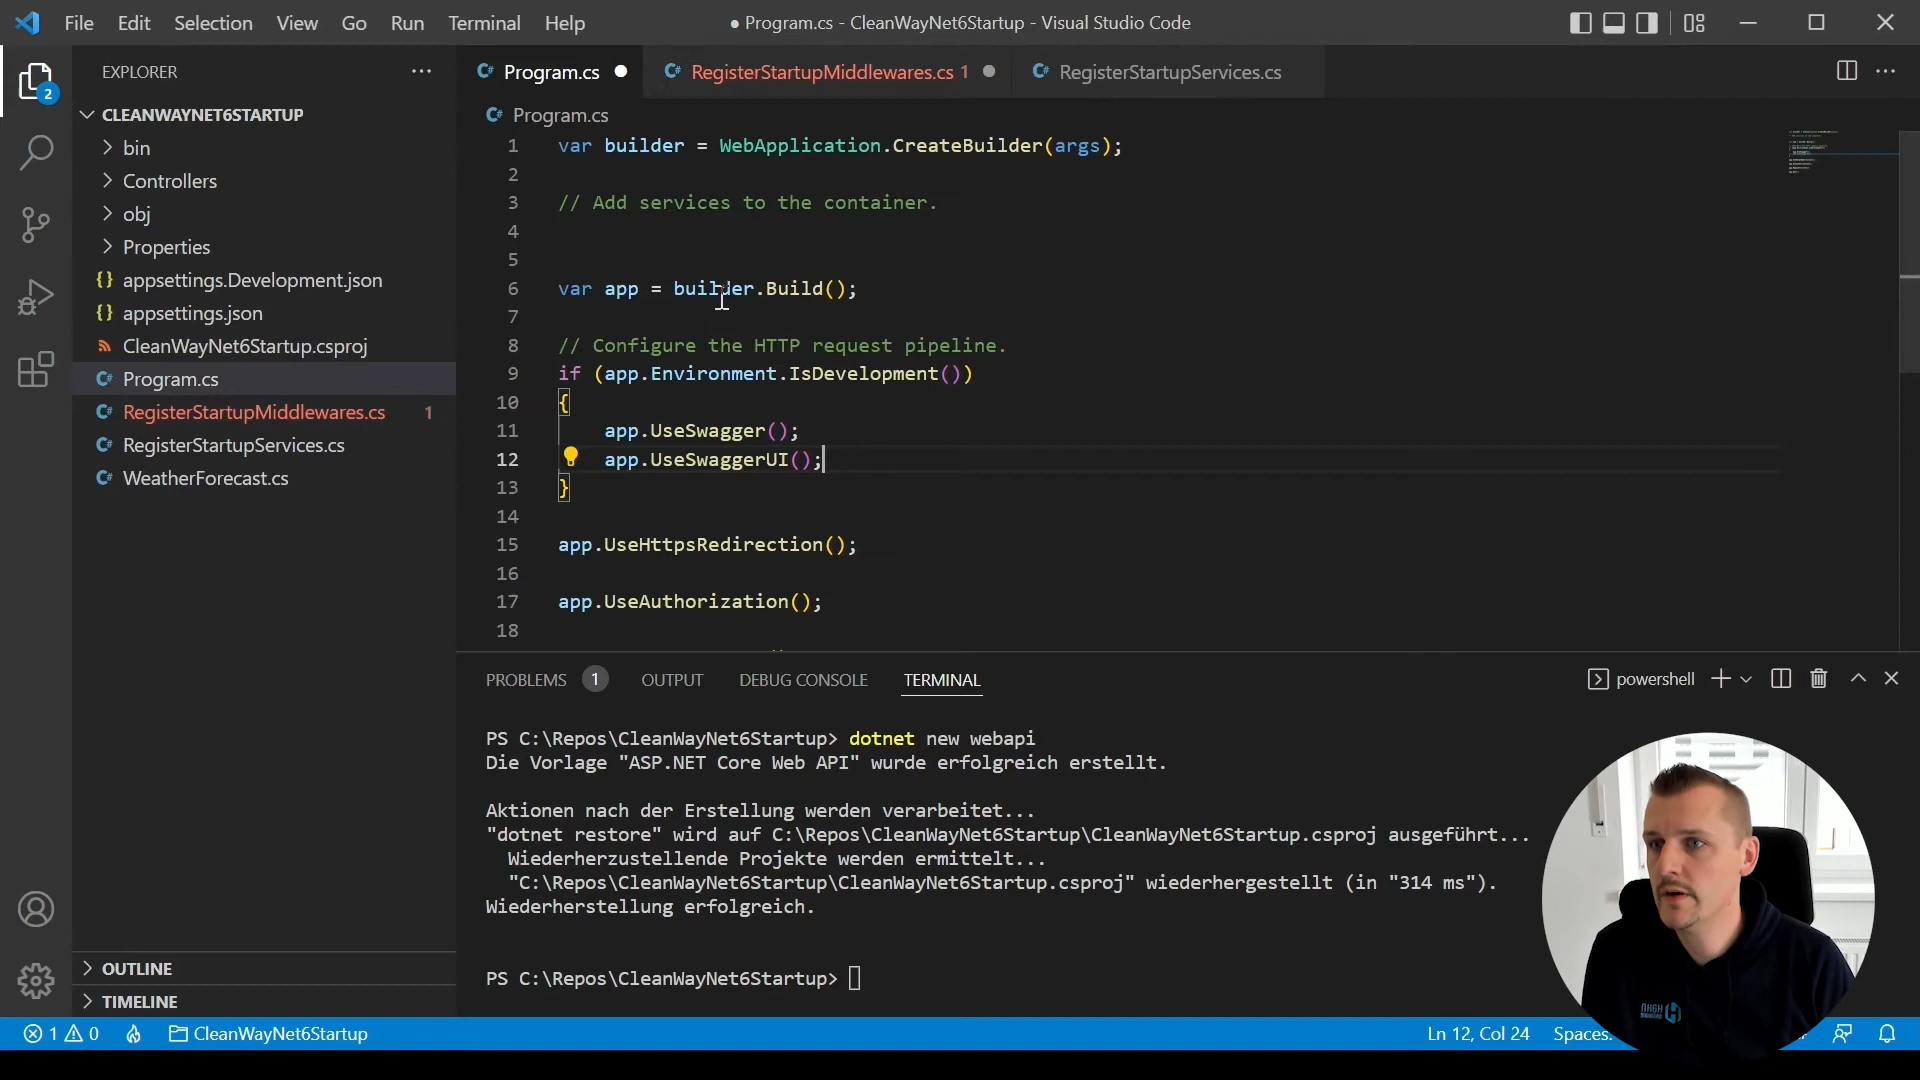 File Edit Selection View Go Run Terminal Help
● Program.cs - CleanWayNet6Startup - Visual Studio Code
EXPLORER
Program.cs
RegisterStartupMiddlewares.cs 1
RegisterStartupServices.cs
2
CLEANWAYNET6STARTUP
bin
Controllers
obj
Properties
appsettings.Development.json
appsettings.json
CleanWayNet6Startup.csproj
Program.cs
RegisterStartupMiddlewares.cs 1
RegisterStartupServices.cs
WeatherForecast.cs
OUTLINE
TIMELINE
Program.cs
1 var builder = WebApplication.CreateBuilder(args);
2
3 // Add services to the container.
4
5
6 var app = builder.Build();
7
8 // Configure the HTTP request pipeline.
9 if (app.Environment.IsDevelopment())
10 {
11 app.UseSwagger();
12 app.UseSwaggerUI();
13 }
14
15 app.UseHttpsRedirection();
16
17 app.UseAuthorization();
18
PROBLEMS 1 OUTPUT DEBUG CONSOLE TERMINAL
powershell
PS C:\Repos\CleanWayNet6Startup> dotnet new webapi
Die Vorlage "ASP.NET Core Web API" wurde erfolgreich erstellt.
Aktionen nach der Erstellung werden verarbeitet...
"dotnet restore" wird auf C:\Repos\CleanWayNet6Startup\CleanWayNet6Startup.csproj ausgeführt...
Wiederherzustellende Projekte werden ermittelt...
"C:\Repos\CleanWayNet6Startup\CleanWayNet6Startup.csproj" wiederhergestellt (in "314 ms").
Wiederherstellung erfolgreich.
PS C:\Repos\CleanWayNet6Startup>
1 0 CleanWayNet6Startup
Ln 12, Col 24 Spaces: